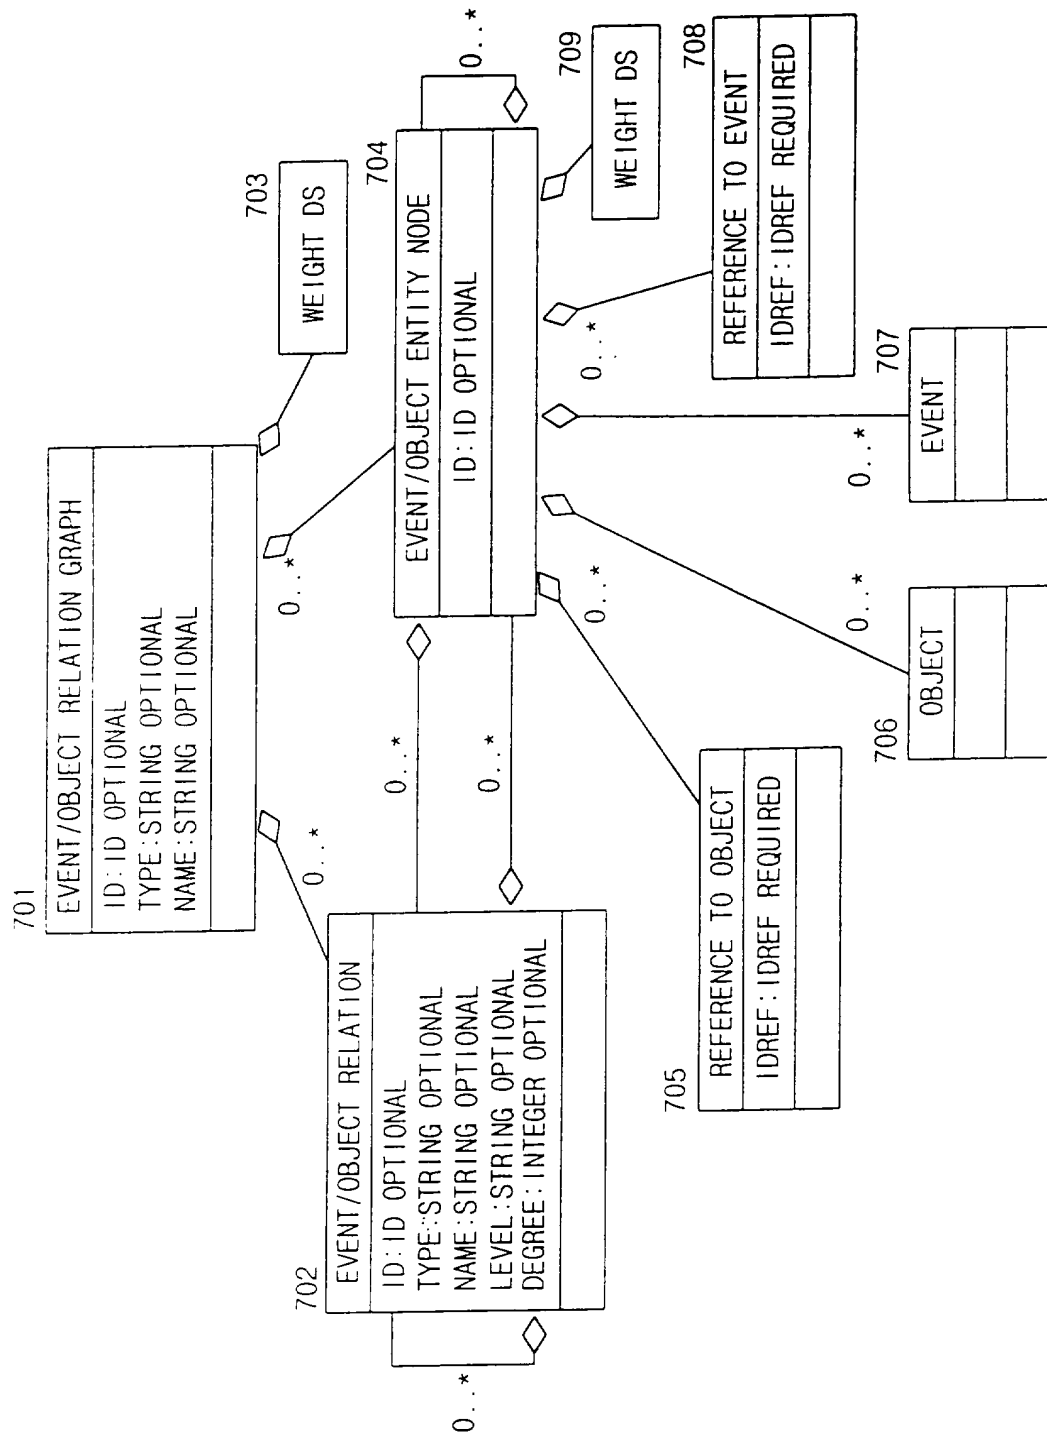 701
EVENT/OBJECT RELATION GRAPH
ID:ID OPTIONAL
TYPE:STRING OPTIONAL
NAME:STRING OPTIONAL
0...*
0...*
703
WEIGHT DS
702
EVENT/OBJECT RELATION
ID:ID OPTIONAL
TYPE:STRING OPTIONAL
NAME:STRING OPTIONAL
LEVEL:STRING OPTIONAL
DEGREE:INTEGER OPTIONAL
0...*
0...*
0...*
704
EVENT/OBJECT ENTITY NODE
ID:ID OPTIONAL
0...*
709
WEIGHT DS
0...*
0...*
705
REFERENCE TO OBJECT
IDREF:IDREF REQUIRED
708
REFERENCE TO EVENT
IDREF:IDREF REQUIRED
0...*
706
OBJECT
0...*
707
EVENT